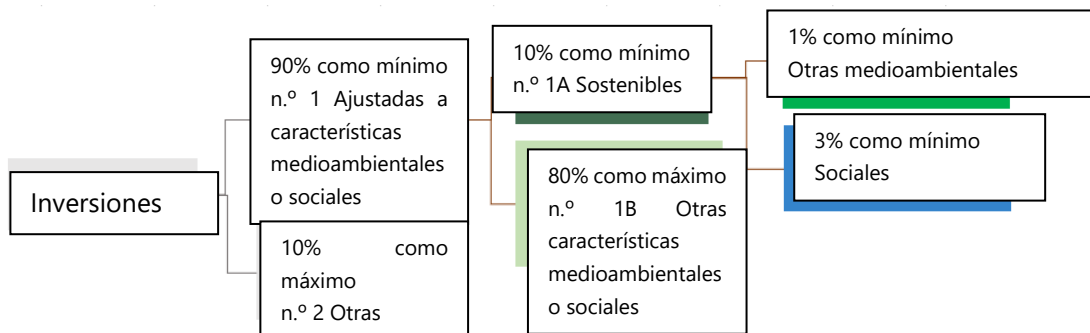 Inversiones
90% como mínimo
n.º 1 Ajustadas a
características
medioambientales
o sociales
10% como
máximo
n.º 2 Otras
10% como mínimo
n.º 1A Sostenibles
80% como máximo
n.º 1B Otras
características
medioambientales
o sociales
1% como mínimo
Otras medioambientales
3% como mínimo
Sociales